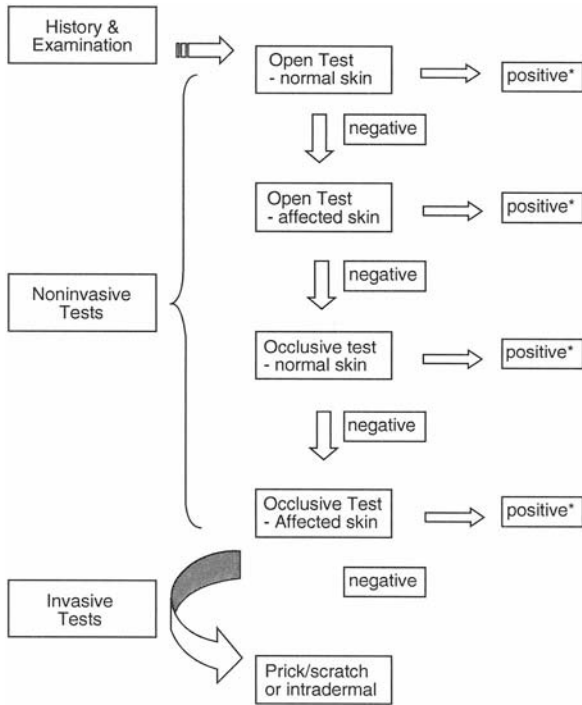 History &
Examination
Open Test
- normal skin
positive*
negative
Open Test
- affected skin
positive*
negative
Noninvasive
Tests
Occlusive test
- normal skin
positive*
negative
Occlusive Test
- Affected skin
positive*
negative
Invasive
Tests
Prick/scratch
or intradermal